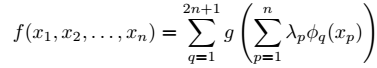 f(x_1, x_2, \ldots, x_n) = \sum_{q=1}^{2n+1} g\left(\sum_{p=1}^{n} \lambda_p \phi_q(x_p)\right)